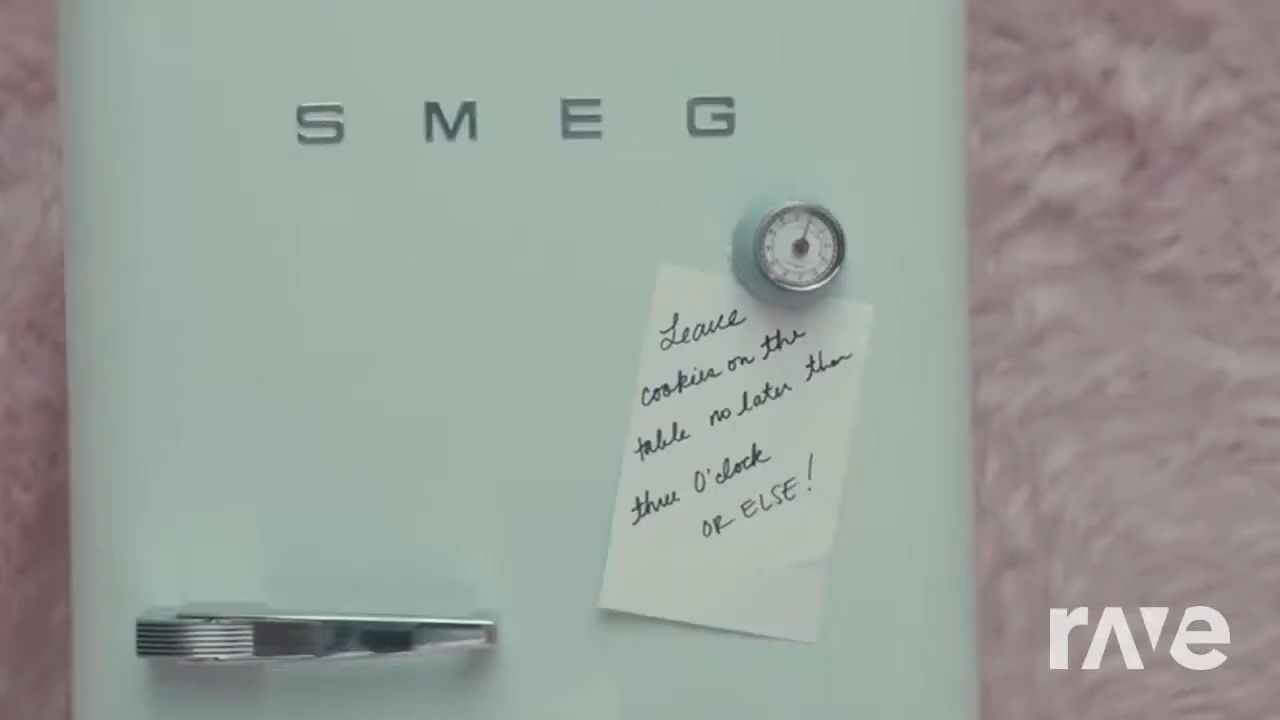 SMEG
Leave
cookies on the
table no later than
three O'clock
OR ELSE!
rave